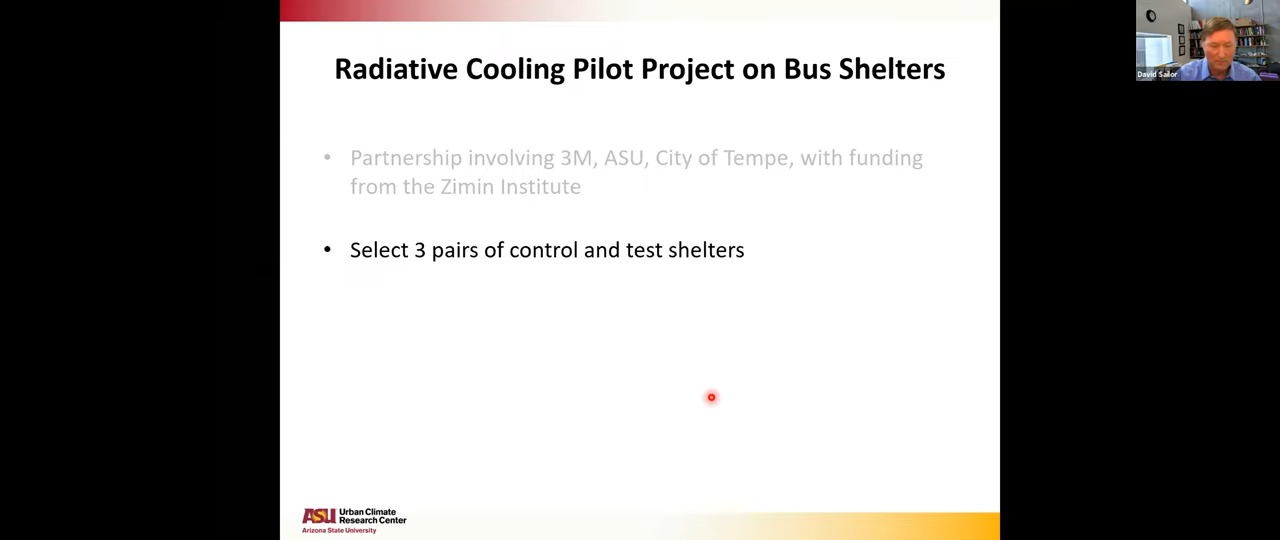 Radiative Cooling Pilot Project on Bus Shelters
David Sailor
• Partnership involving 3M, ASU, City of Tempe, with funding
from the Zimin Institute
• Select 3 pairs of control and test shelters
ASU Urban Climate
Research Center
Arizona State University